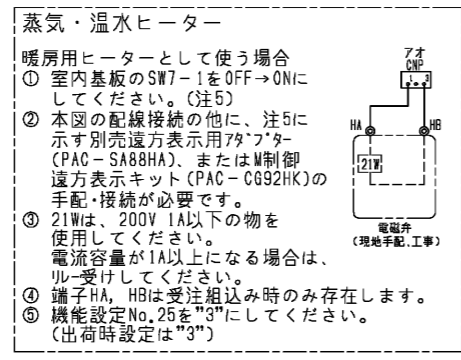 蒸気・温水ヒーター
暖房用ヒーターとして使う場合
① 室内基板のSW7－1をOFF→ONに
してください。(注5)
② 本図の配線接続の他に、注5に
示す別売遠方表示用ｱﾀﾞﾌﾟﾀｰ
(PAC－SA88HA)、またはM制御
遠方表示キット(PAC－CG92HK)の
手配・接続が必要です。
③ 21Wは、200V 1A以下の物を
使用してください。
電流容量が1A以上になる場合は、
ﾘﾚｰ受けしてください。
④ 端子HA, HBは受注組込み時のみ存在します。
⑤ 機能設定No.25を"3"にしてください。
(出荷時設定は"3")
アオ
CNP
1 3
HA HB
21W
電磁弁
(現地手配、工事)